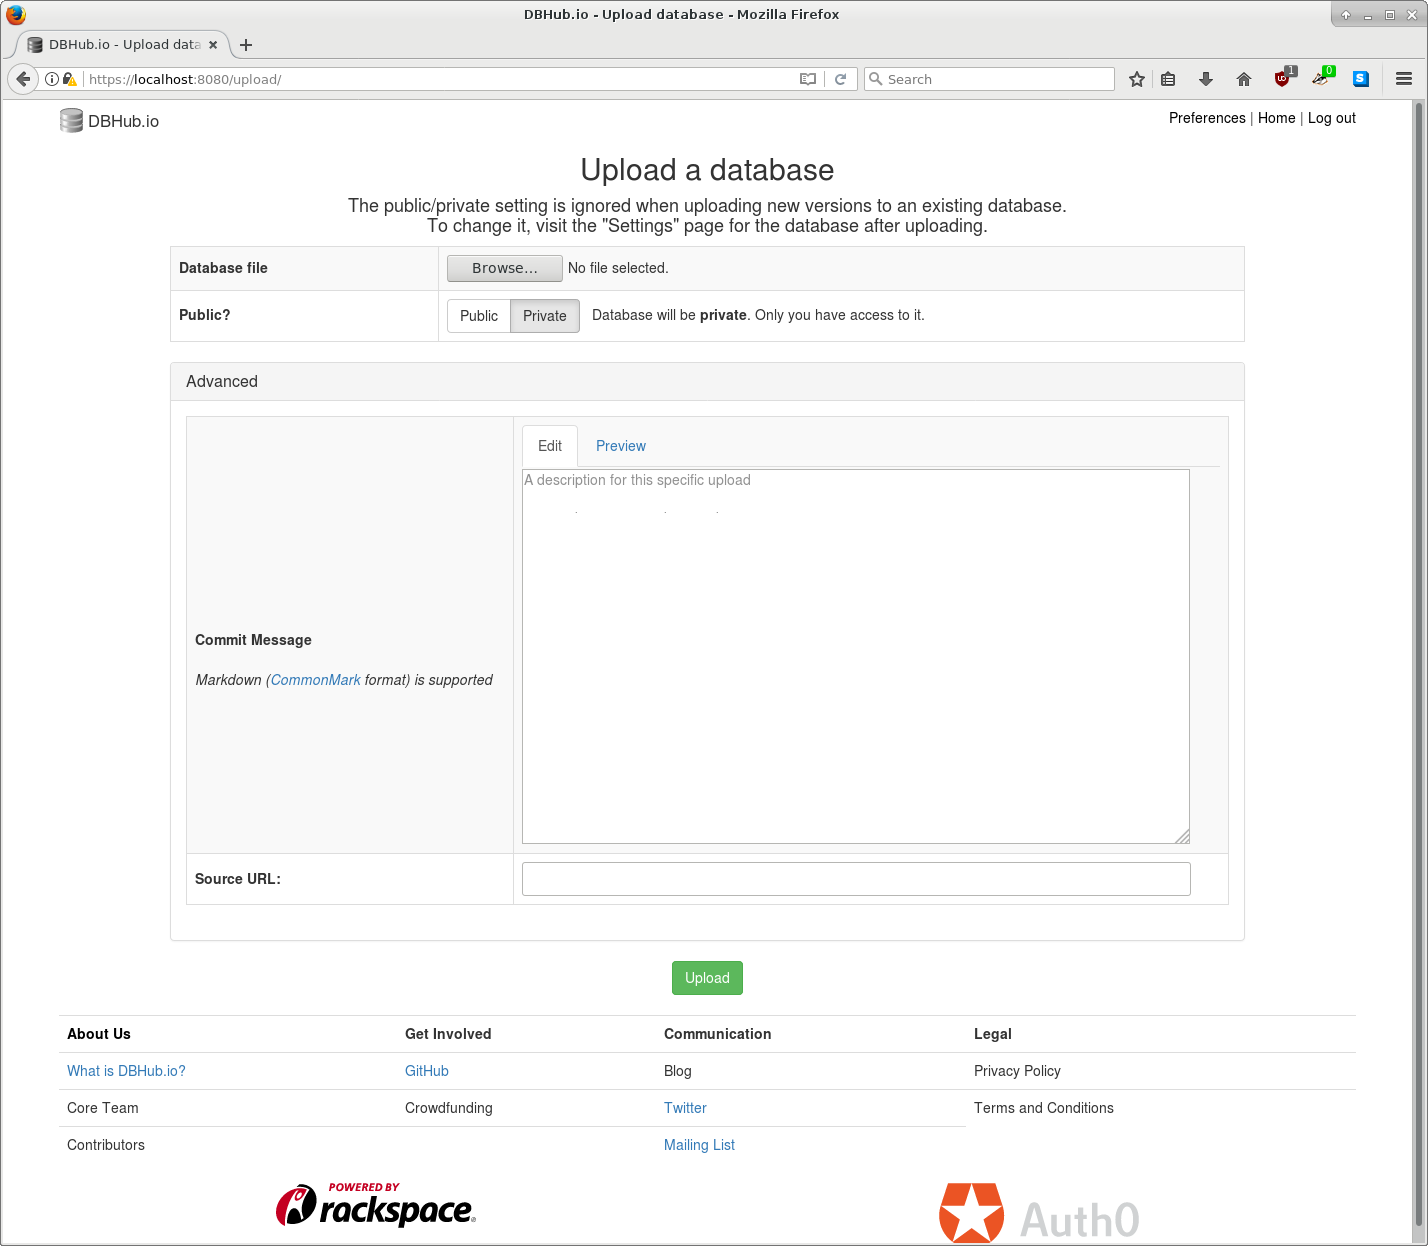 DBHub.io - Upload database - Mozilla Firefox
DBHub.io - Upload data
https://localhost:8080/upload/
Search
1
0
S
DBHub.io
Preferences | Home | Log out
Upload a database
The public/private setting is ignored when uploading new versions to an existing database.
To change it, visit the "Settings" page for the database after uploading.
Database file
Browse...
No file selected.
Public?
Public
Private
Database will be private. Only you have access to it.
Advanced
Edit
Preview
A description for this specific upload
Commit Message
Markdown (CommonMark format) is supported
Source URL:
Upload
About Us
Get Involved
Communication
Legal
What is DBHub.io?
GitHub
Blog
Privacy Policy
Core Team
Crowdfunding
Twitter
Terms and Conditions
Contributors
Mailing List
POWERED BY
rackspace
Auth0